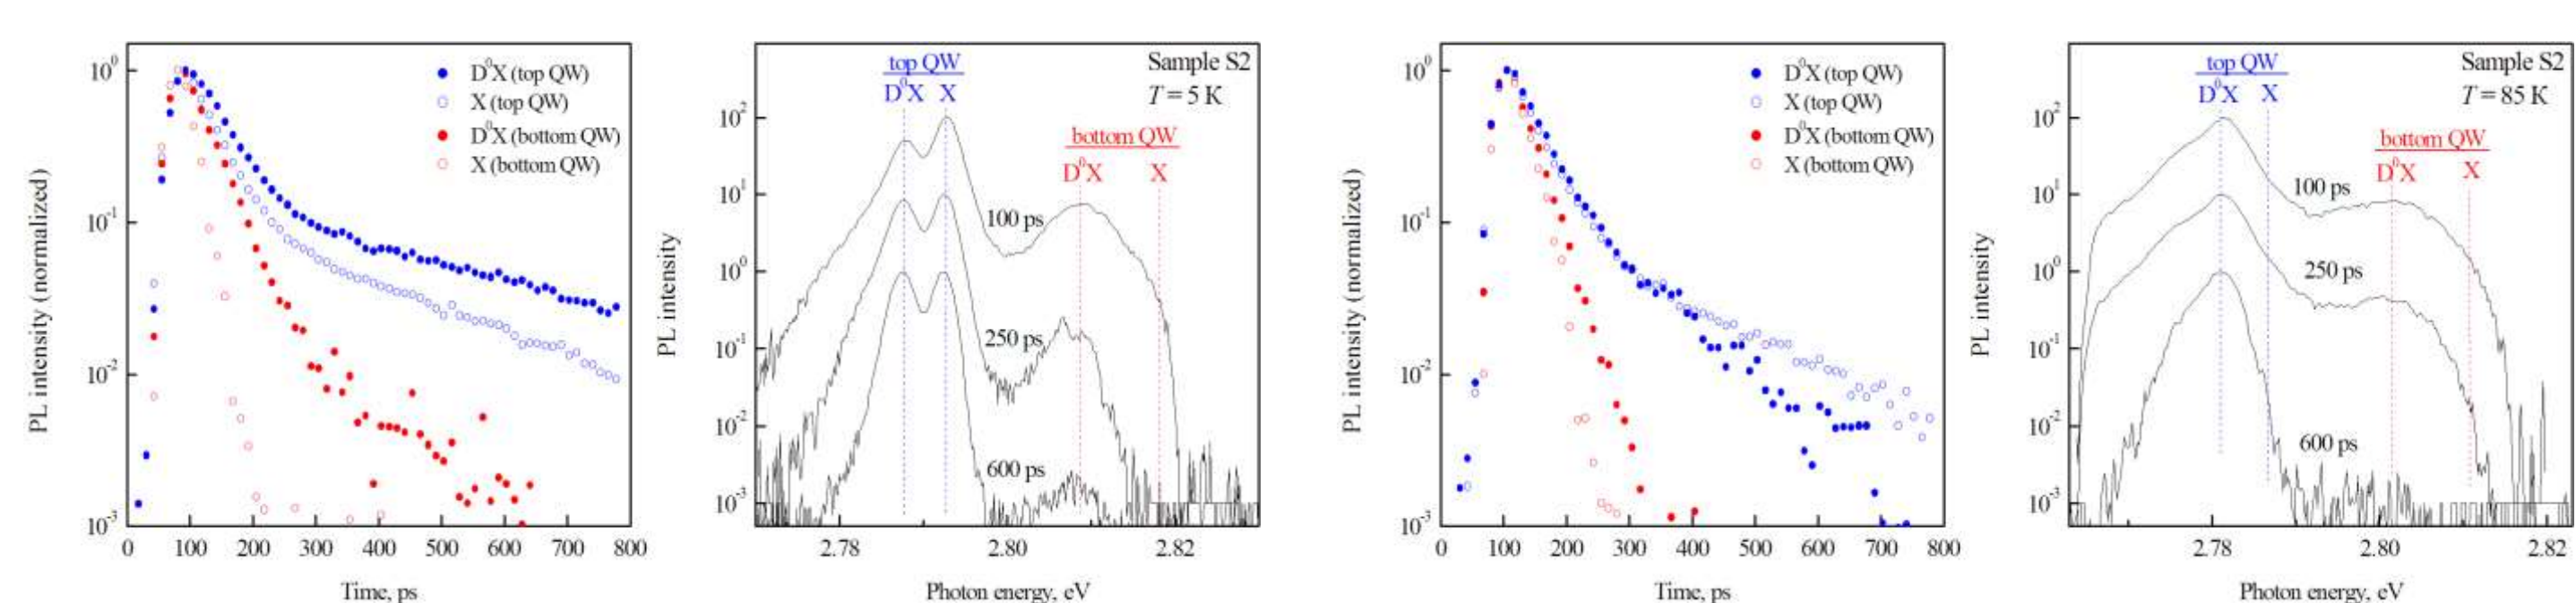 10⁰
10⁻¹
10⁻²
10⁻³
PL intensity (normalized)
0 100 200 300 400 500 600 700 800
Time, ps
D⁰X (top QW)
X (top QW)
D⁰X (bottom QW)
X (bottom QW)
top QW
D⁰X X
Sample S2
T = 5 K
bottom QW
D⁰X X
10²
10¹
10⁰
10⁻¹
10⁻²
10⁻³
PL intensity
100 ps
250 ps
600 ps
2.78 2.80 2.82
Photon energy, eV
10⁰
10⁻¹
10⁻²
10⁻³
PL intensity (normalized)
0 100 200 300 400 500 600 700 800
Time, ps
D⁰X (top QW)
X (top QW)
D⁰X (bottom QW)
X (bottom QW)
top QW
D⁰X X
Sample S2
T = 85 K
bottom QW
D⁰X X
10²
10¹
10⁰
10⁻¹
10⁻²
10⁻³
PL intensity
100 ps
250 ps
600 ps
2.78 2.80 2.82
Photon energy, eV